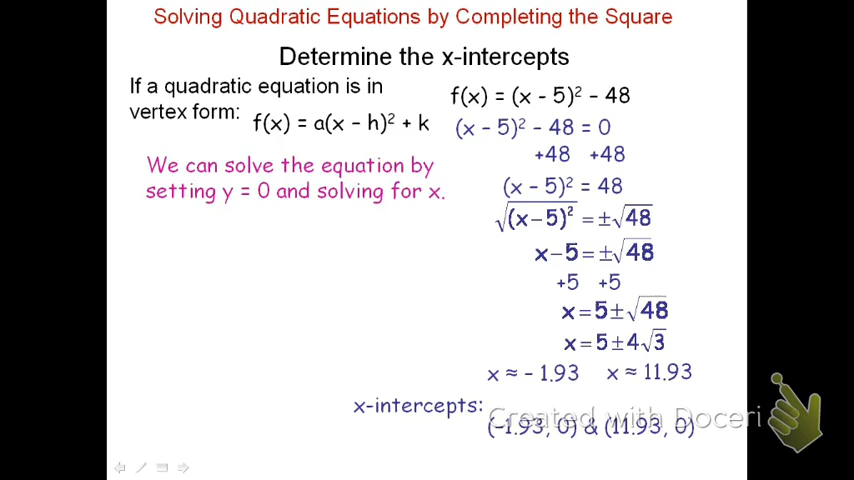 Solving Quadratic Equations by Completing the Square
Determine the x-intercepts
If a quadratic equation is in
vertex form:
f(x) = a(x – h)² + k
We can solve the equation by
setting y = 0 and solving for x.
f(x) = (x - 5)² – 48
(x – 5)² – 48 = 0
+48 +48
(x – 5)² = 48
√(x–5)² = ±√48
x–5 = ±√48
+5 +5
x = 5±√48
x = 5±4√3
x ≈ – 1.93 x ≈ 11.93
x-intercepts:
(-1.93, 0) & (11.93, 0)
Created with Doceri